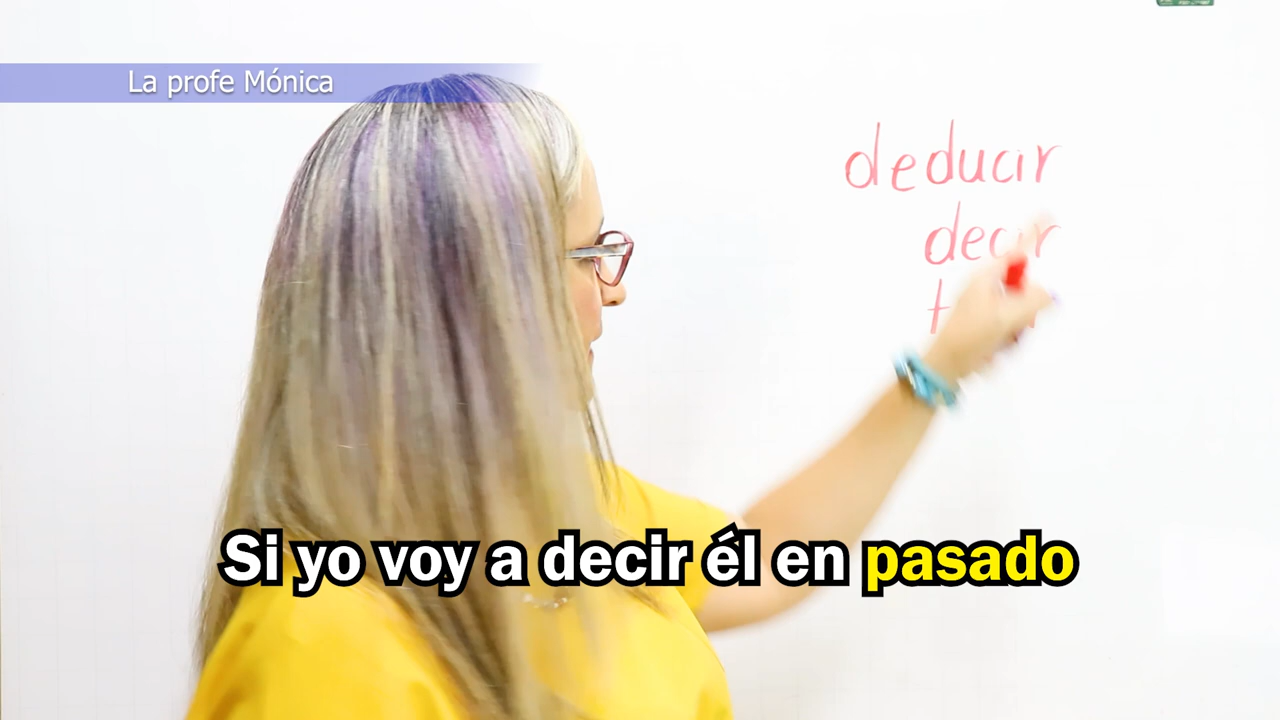 La profe Mónica
deducir
decir
Si yo voy a decir él en pasado